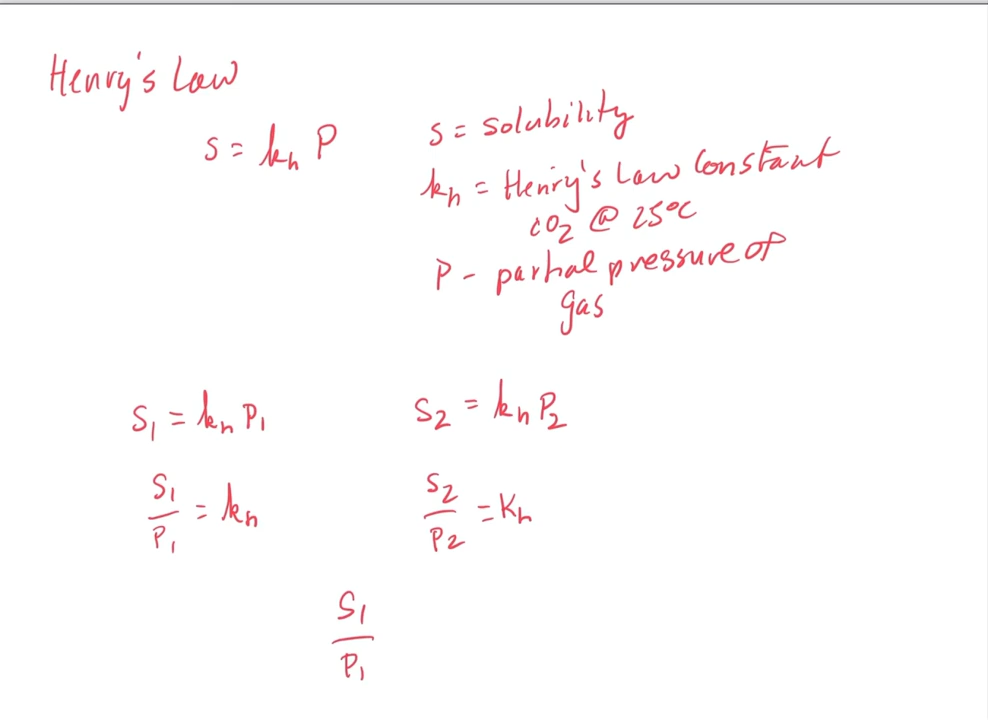 Henry's Law
S = kh P
S = solubility
kh = Henry's Law Constant
CO2 @ 25°C
P - partial pressure of
gas
S1 = kh P1
S2 = kh P2
S1/P1 = kh
S2/P2 = Kh
S1/P1